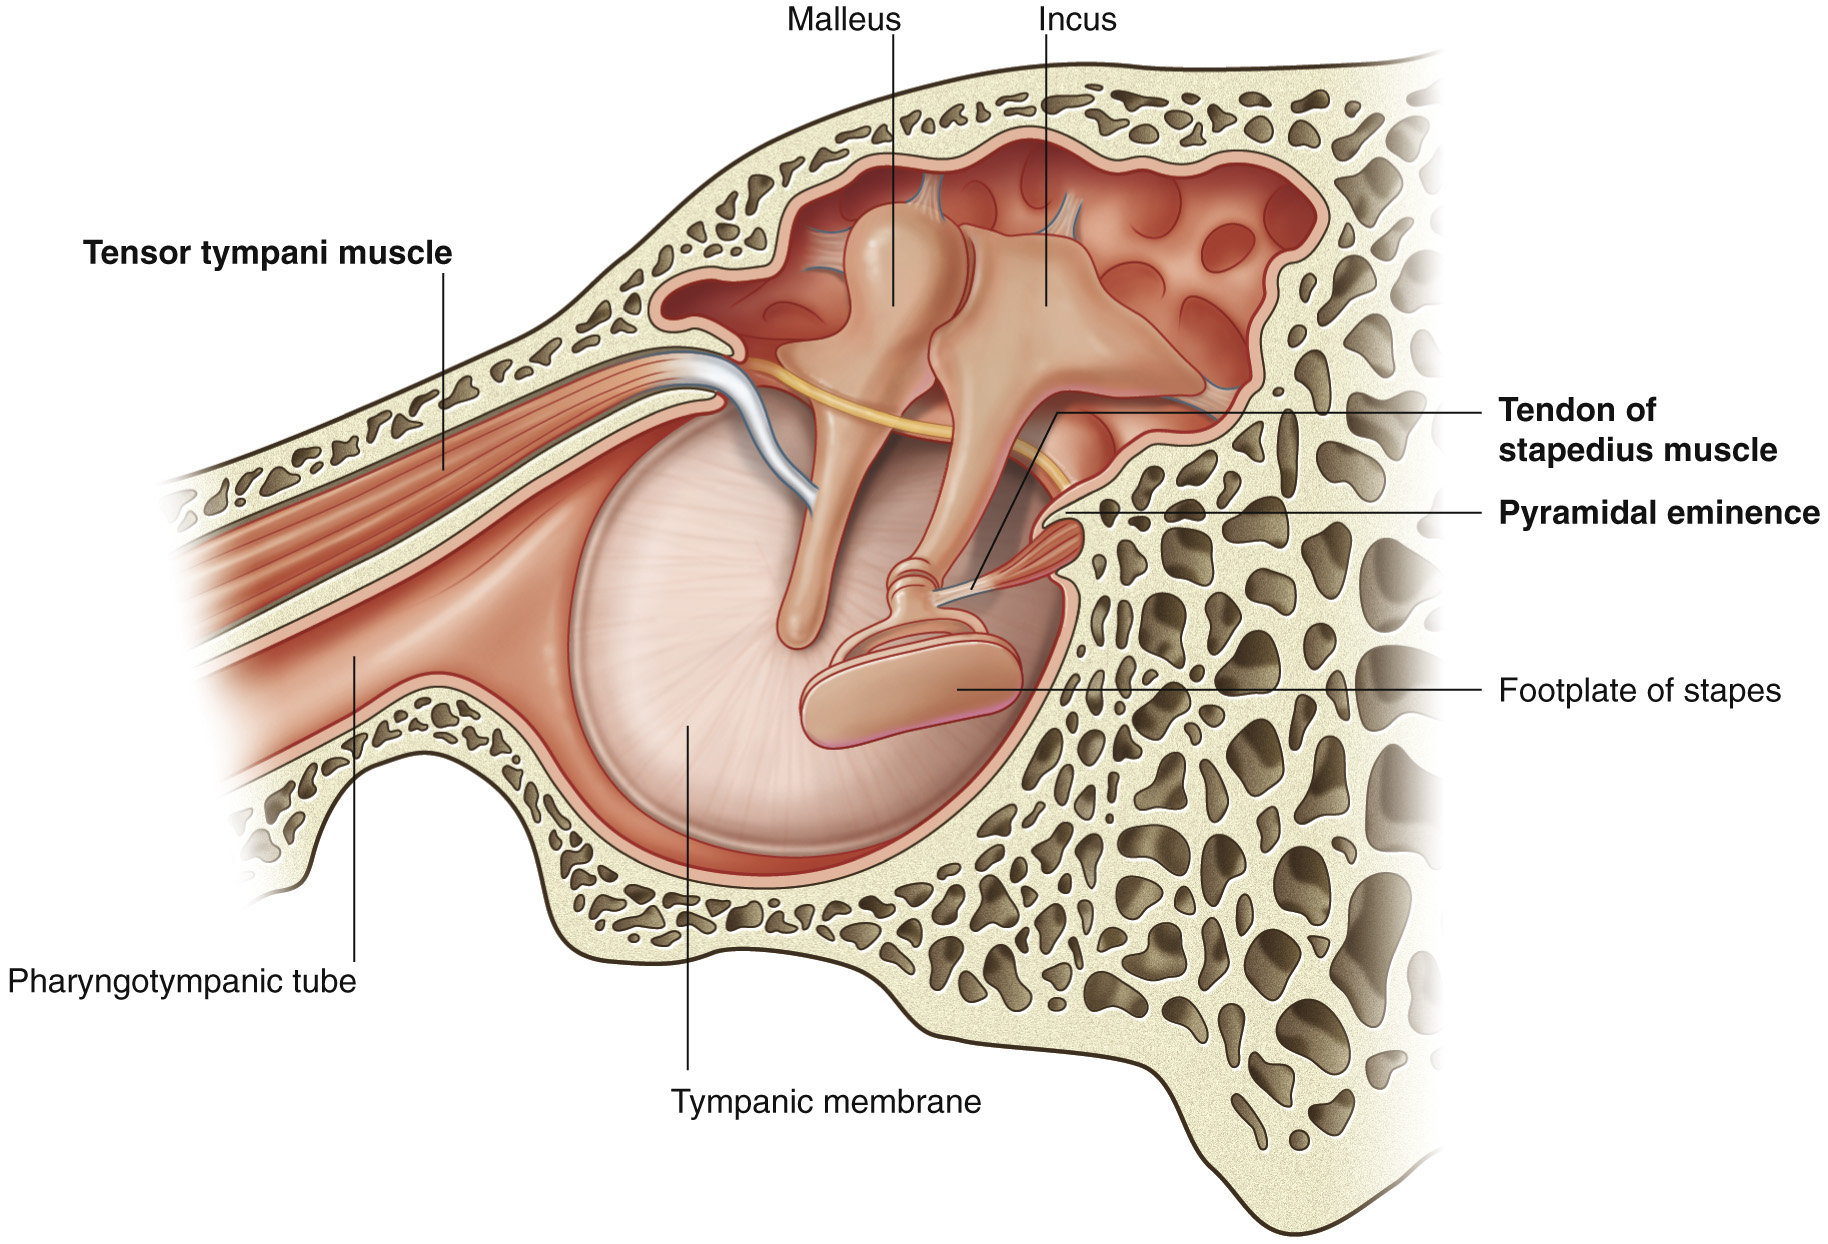 Malleus
Incus
Tensor tympani muscle
Tendon of
stapedius muscle
Pyramidal eminence
Footplate of stapes
Pharyngotympanic tube
Tympanic membrane